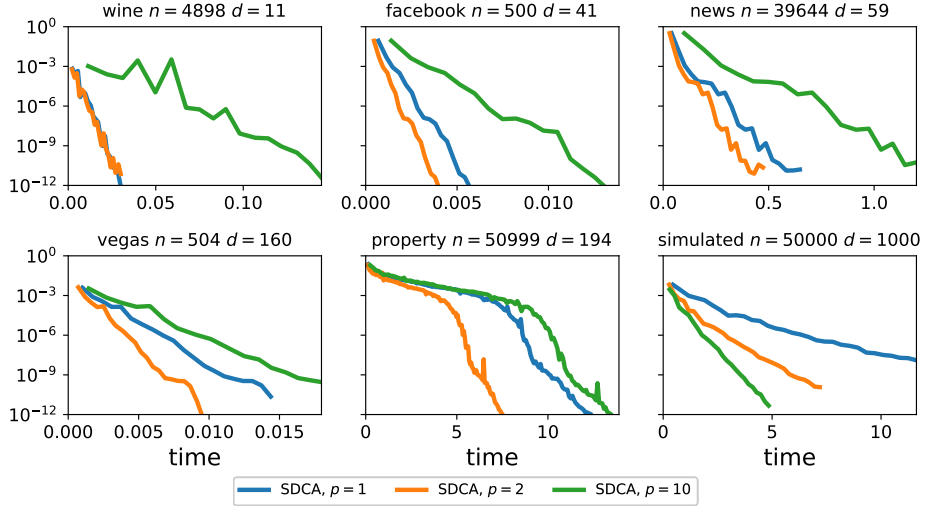 wine n = 4898 d = 11
facebook n = 500 d = 41
news n = 39644 d = 59
10^0
10^−3
10^−6
10^−9
10^−12
0.00 0.05 0.10
0.000 0.005 0.010
0.0 0.5 1.0
vegas n = 504 d = 160
property n = 50999 d = 194
simulated n = 50000 d = 1000
10^0
10^−3
10^−6
10^−9
10^−12
0.000 0.005 0.010 0.015
0 5 10
0 5 10
time
time
time
SDCA, p = 1
SDCA, p = 2
SDCA, p = 10